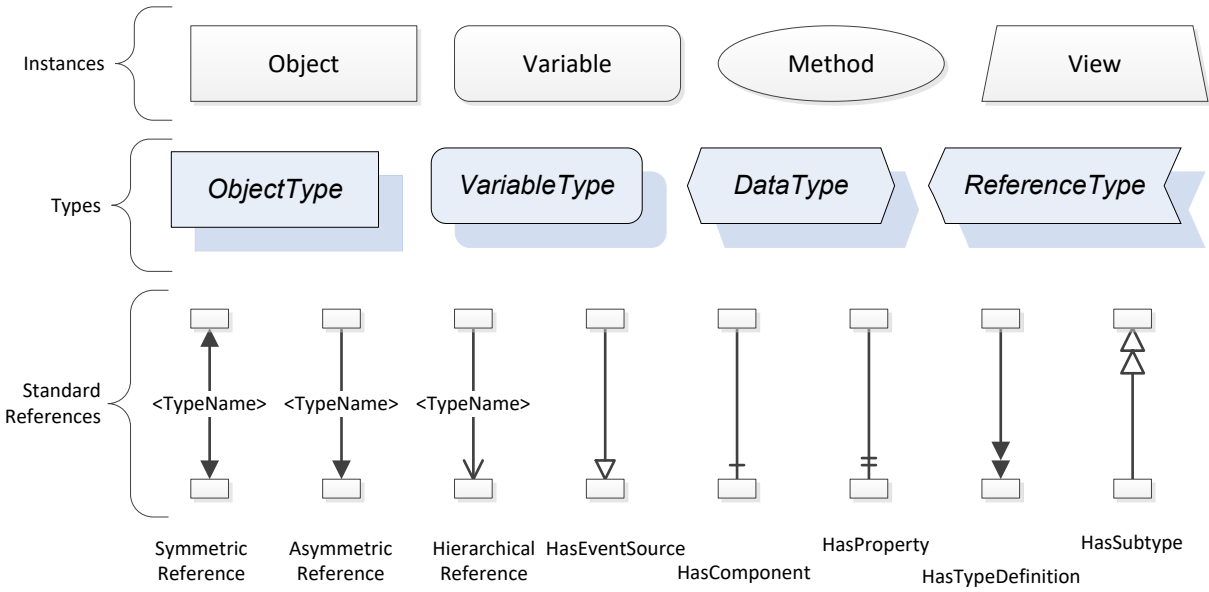 Instances
Object
Variable
Method
View
Types
ObjectType
VariableType
DataType
ReferenceType
Standard
References
<TypeName>
<TypeName>
<TypeName>
Symmetric
Reference
Asymmetric
Reference
Hierarchical
Reference
HasEventSource
HasComponent
HasProperty
HasTypeDefinition
HasSubtype